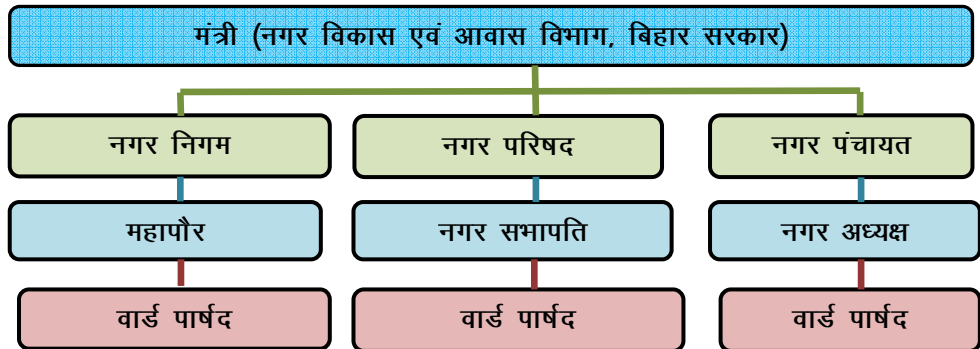 मंत्री (नगर विकास एवं आवास विभाग, बिहार सरकार)
नगर निगम
नगर परिषद
नगर पंचायत
महापौर
नगर सभापति
नगर अध्यक्ष
वार्ड पार्षद
वार्ड पार्षद
वार्ड पार्षद